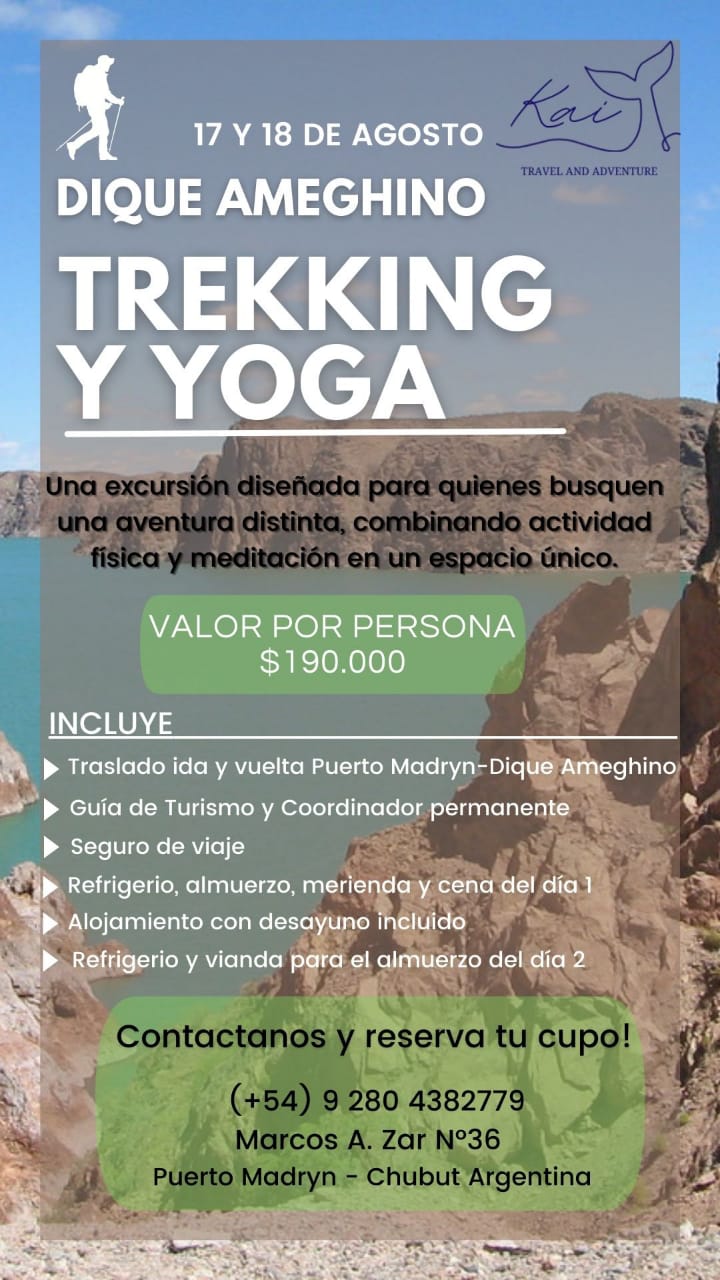 Kai
TRAVEL AND ADVENTURE
17 Y 18 DE AGOSTO
DIQUE AMEGHINO
TREKKING
Y YOGA
Una excursión diseñada para quienes busquen
una aventura distinta, combinando actividad
física y meditación en un espacio único.
VALOR POR PERSONA
$190.000
INCLUYE
Traslado ida y vuelta Puerto Madryn-Dique Ameghino
Guía de Turismo y Coordinador permanente
Seguro de viaje
Refrigerio, almuerzo, merienda y cena del día 1
Alojamiento con desayuno incluido
Refrigerio y vianda para el almuerzo del día 2
Contactanos y reserva tu cupo!
(+54) 9 280 4382779
Marcos A. Zar N°36
Puerto Madryn - Chubut Argentina